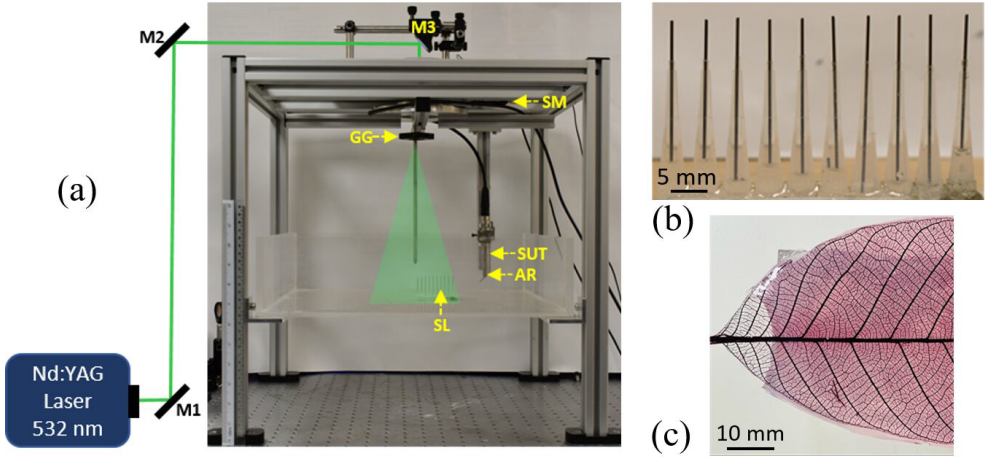 (a)
M2
M3
SM
GG
SUT
AR
SL
Nd:YAG
Laser
532 nm
M1
5 mm
(b)
10 mm
(c)